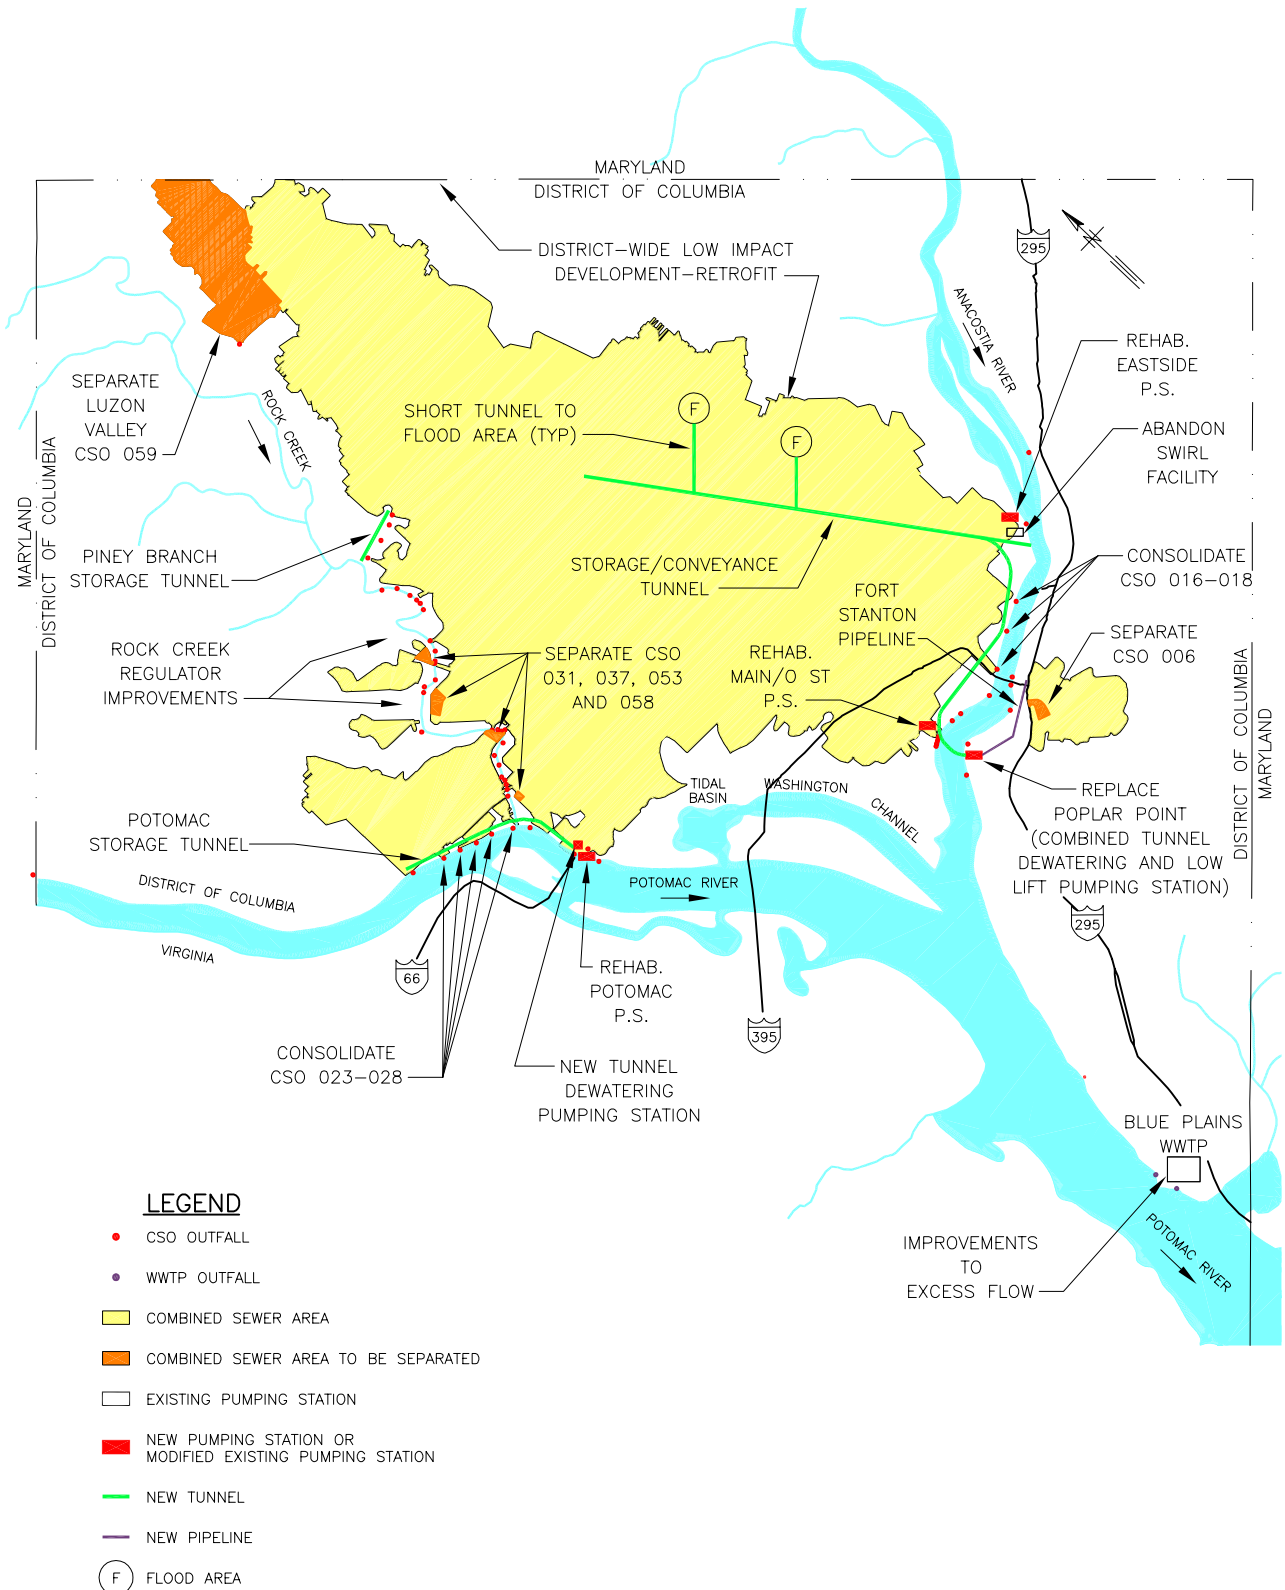 MARYLAND
DISTRICT OF COLUMBIA
DISTRICT-WIDE LOW IMPACT
DEVELOPMENT-RETROFIT
295
N
ANACOSTIA RIVER
REHAB.
EASTSIDE
P.S.
ABANDON
SWIRL
FACILITY
SEPARATE
LUZON
VALLEY
CSO 059
ROCK CREEK
SHORT TUNNEL TO
FLOOD AREA (TYP)
F
F
MARYLAND
DISTRICT OF COLUMBIA
PINEY BRANCH
STORAGE TUNNEL
STORAGE/CONVEYANCE
TUNNEL
FORT
STANTON
PIPELINE
CONSOLIDATE
CSO 016-018
SEPARATE
CSO 006
ROCK CREEK
REGULATOR
IMPROVEMENTS
SEPARATE CSO
031, 037, 053
AND 058
REHAB.
MAIN/O ST
P.S.
DISTRICT OF COLUMBIA
MARYLAND
TIDAL
BASIN
WASHINGTON
CHANNEL
REPLACE
POPLAR POINT
(COMBINED TUNNEL
DEWATERING AND LOW
LIFT PUMPING STATION)
POTOMAC
STORAGE TUNNEL
DISTRICT OF COLUMBIA
VIRGINIA
POTOMAC RIVER
295
66
395
REHAB.
POTOMAC
P.S.
CONSOLIDATE
CSO 023-028
NEW TUNNEL
DEWATERING
PUMPING STATION
BLUE PLAINS
WWTP
IMPROVEMENTS
TO
EXCESS FLOW
POTOMAC RIVER
LEGEND
CSO OUTFALL
WWTP OUTFALL
COMBINED SEWER AREA
COMBINED SEWER AREA TO BE SEPARATED
EXISTING PUMPING STATION
NEW PUMPING STATION OR
MODIFIED EXISTING PUMPING STATION
NEW TUNNEL
NEW PIPELINE
F FLOOD AREA